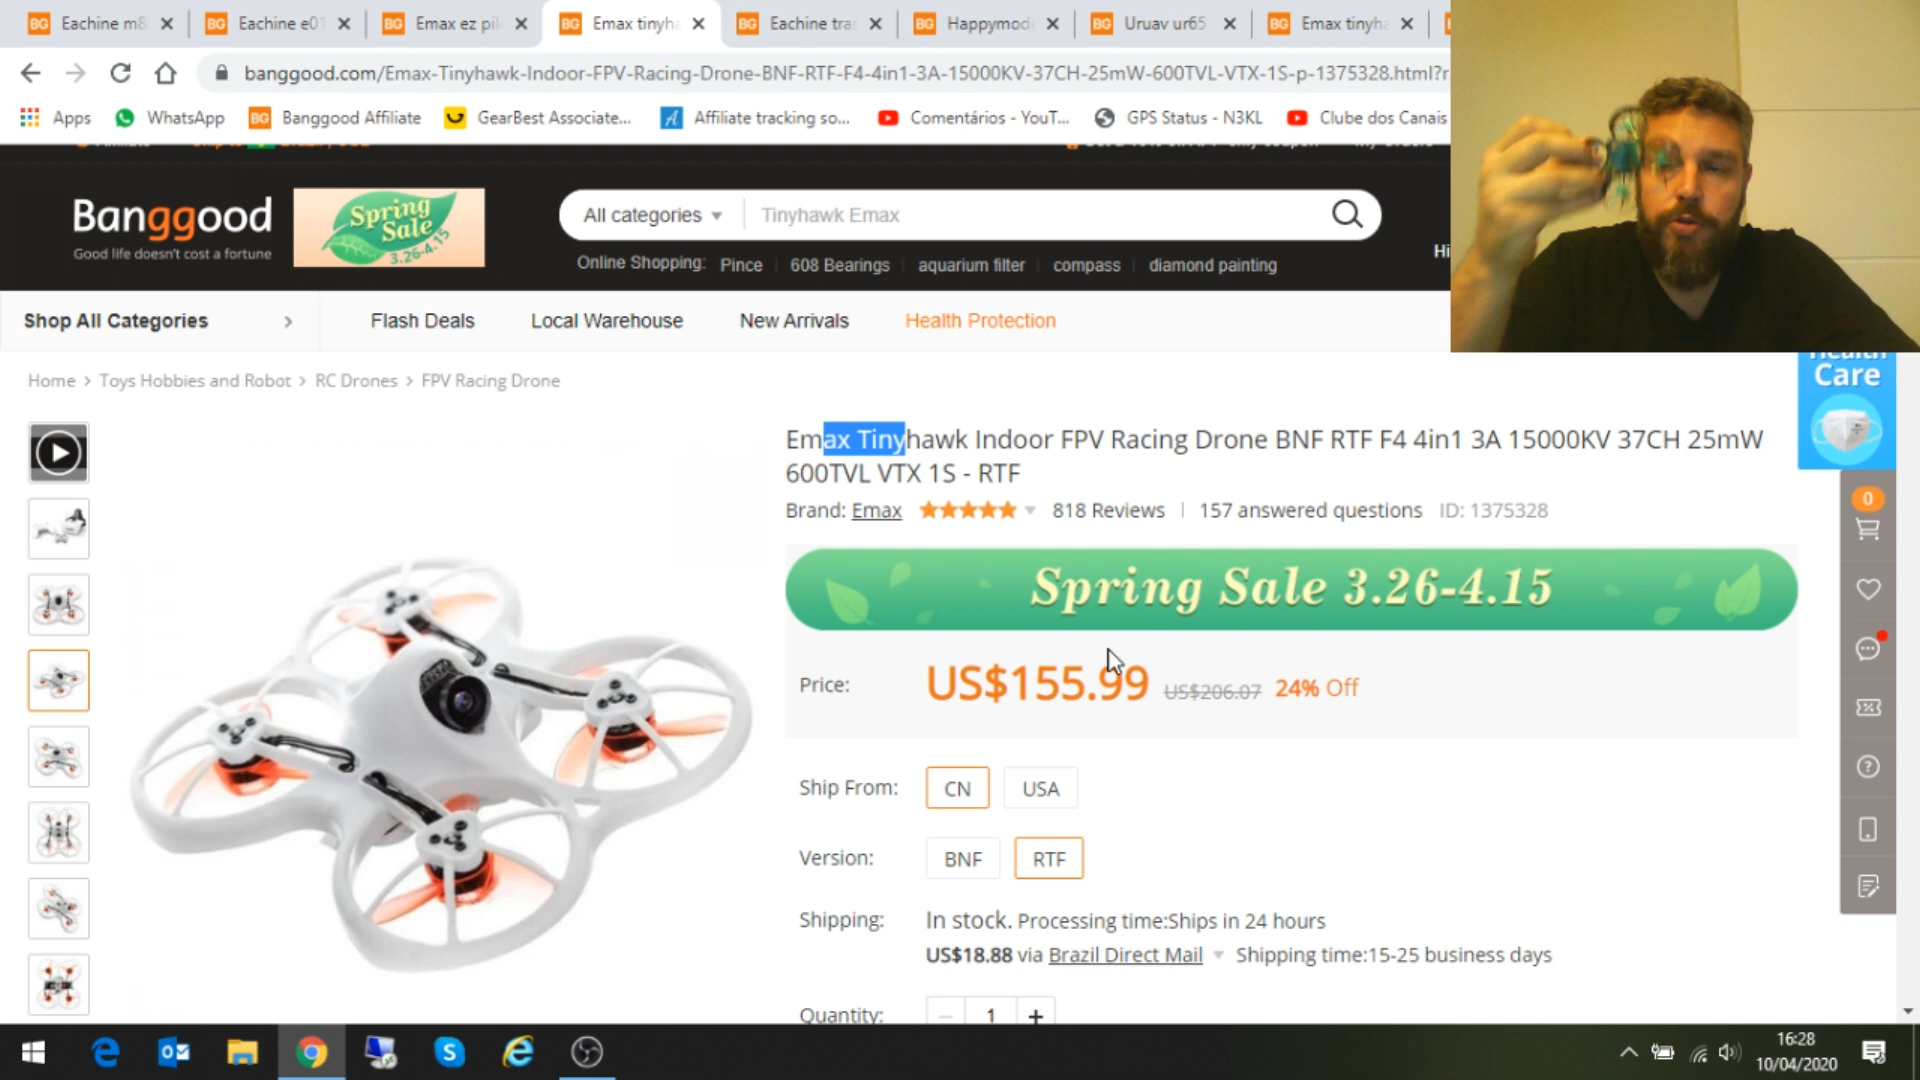 Eachine m8
Eachine e01
Emax ez pil
Emax tinyh
Eachine tra
Happymod
Uruav ur65
Emax tinyh
banggood.com/Emax-Tinyhawk-Indoor-FPV-Racing-Drone-BNF-RTF-F4-4in1-3A-15000KV-37CH-25mW-600TVL-VTX-1S-p-1375328.html?r
Apps WhatsApp BG Banggood Affiliate GearBest Associate... Affiliate tracking so... Comentários - YouT... GPS Status - N3KL Clube dos Canais
Banggood
Good life doesn't cost a fortune
Spring
Sale
3.26-4.15
All categories Tinyhawk Emax
Online Shopping: Pince 608 Bearings aquarium filter compass diamond painting
Hi
Shop All Categories Flash Deals Local Warehouse New Arrivals Health Protection
Health
Care
Home > Toys Hobbies and Robot > RC Drones > FPV Racing Drone
Emax Tinyhawk Indoor FPV Racing Drone BNF RTF F4 4in1 3A 15000KV 37CH 25mW
600TVL VTX 1S - RTF
Brand: Emax 818 Reviews 157 answered questions ID: 1375328
0
Spring Sale 3.26-4.15
Price: US$155.99 US$206.07 24% Off
Ship From: CN USA
Version: BNF RTF
Shipping: In stock. Processing time:Ships in 24 hours
US$18.88 via Brazil Direct Mail Shipping time:15-25 business days
Quantity: 1 +
16:28
10/04/2020